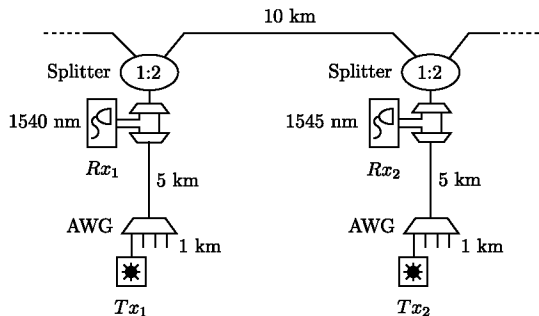 10 km
Splitter 1:2 Splitter 1:2
1540 nm 1545 nm
Rx₁ Rx₂
5 km 5 km
AWG AWG
1 km 1 km
Tx₁ Tx₂